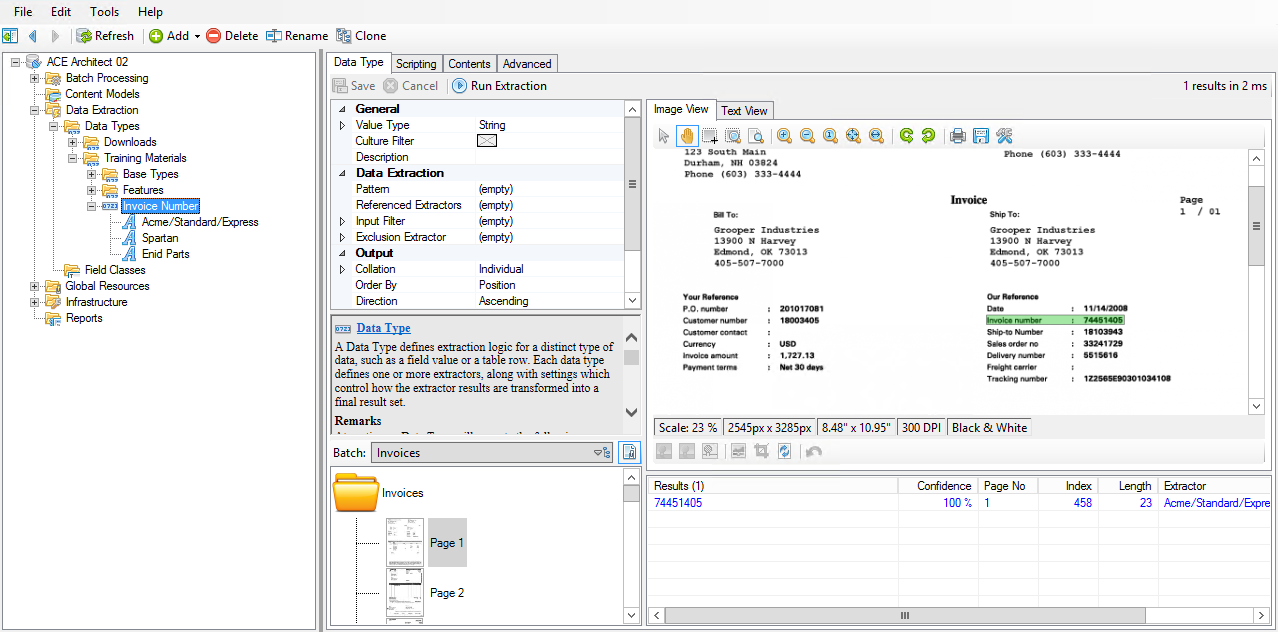 File Edit Tools Help
Refresh Add Delete Rename Clone
ACE Architect 02
Batch Processing
Content Models
Data Extraction
Data Types
Downloads
Training Materials
Base Types
Features
Invoice Number
Acme/Standard/Express
Spartan
Enid Parts
Field Classes
Global Resources
Infrastructure
Reports
Data Type Scripting Contents Advanced
Save Cancel Run Extraction 1 results in 2 ms
General
Value Type String
Culture Filter
Description
Data Extraction
Pattern (empty)
Referenced Extractors (empty)
Input Filter (empty)
Exclusion Extractor (empty)
Output
Collation Individual
Order By Position
Direction Ascending
Data Type
A Data Type defines extraction logic for a distinct type of
data, such as a field value or a table row. Each data type
defines one or more extractors, along with settings which
control how the extractor results are transformed into a
final result set.
Remarks
Batch: Invoices
Invoices
Page 1
Page 2
Image View Text View
123 South Main
Durham, NH 03824
Phone (603) 333-4444
Phone (603) 333-4444
Invoice
Page
1 / 01
Bill To:
Grooper Industries
13900 N Harvey
Edmond, OK 73013
405-507-7000
Ship To:
Grooper Industries
13900 N Harvey
Edmond, OK 73013
405-507-7000
Your Reference
P.O. number : 201017081
Customer number : 18003405
Customer contact :
Currency : USD
Invoice amount : 1,727.13
Payment terms : Net 30 days
Our Reference
Date : 11/14/2008
Invoice number : 74451405
Ship-to Number : 18103943
Sales order no : 33241729
Delivery number : 5515616
Freight carrier :
Tracking number : 1Z2565E90301034108
Scale: 23 % 2545px x 3285px 8.48" x 10.95" 300 DPI Black & White
Results (1) Confidence Page No Index Length Extractor
74451405 100 % 1 458 23 Acme/Standard/Expre